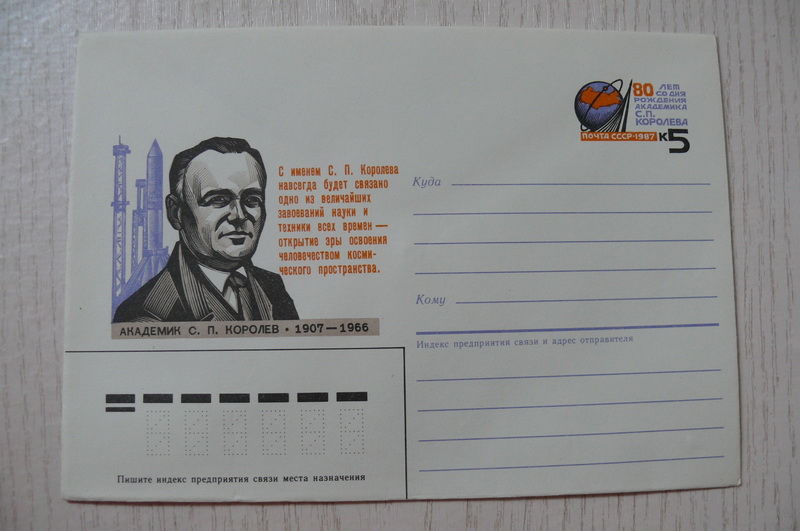 80 ЛЕТ
СО ДНЯ
РОЖДЕНИЯ
АКАДЕМИКА
С.П.
КОРОЛЕВА
ПОЧТА СССР·1987 К5
С именем С. П. Королева
навсегда будет связано
одно из величайших
завоеваний науки и
техники всех времен —
открытие эры освоения
человечеством косми-
ческого пространства.
АКАДЕМИК С. П. КОРОЛЕВ • 1907—1966
Куда
Кому
Индекс предприятия связи и адрес отправителя
Пишите индекс предприятия связи места назначения